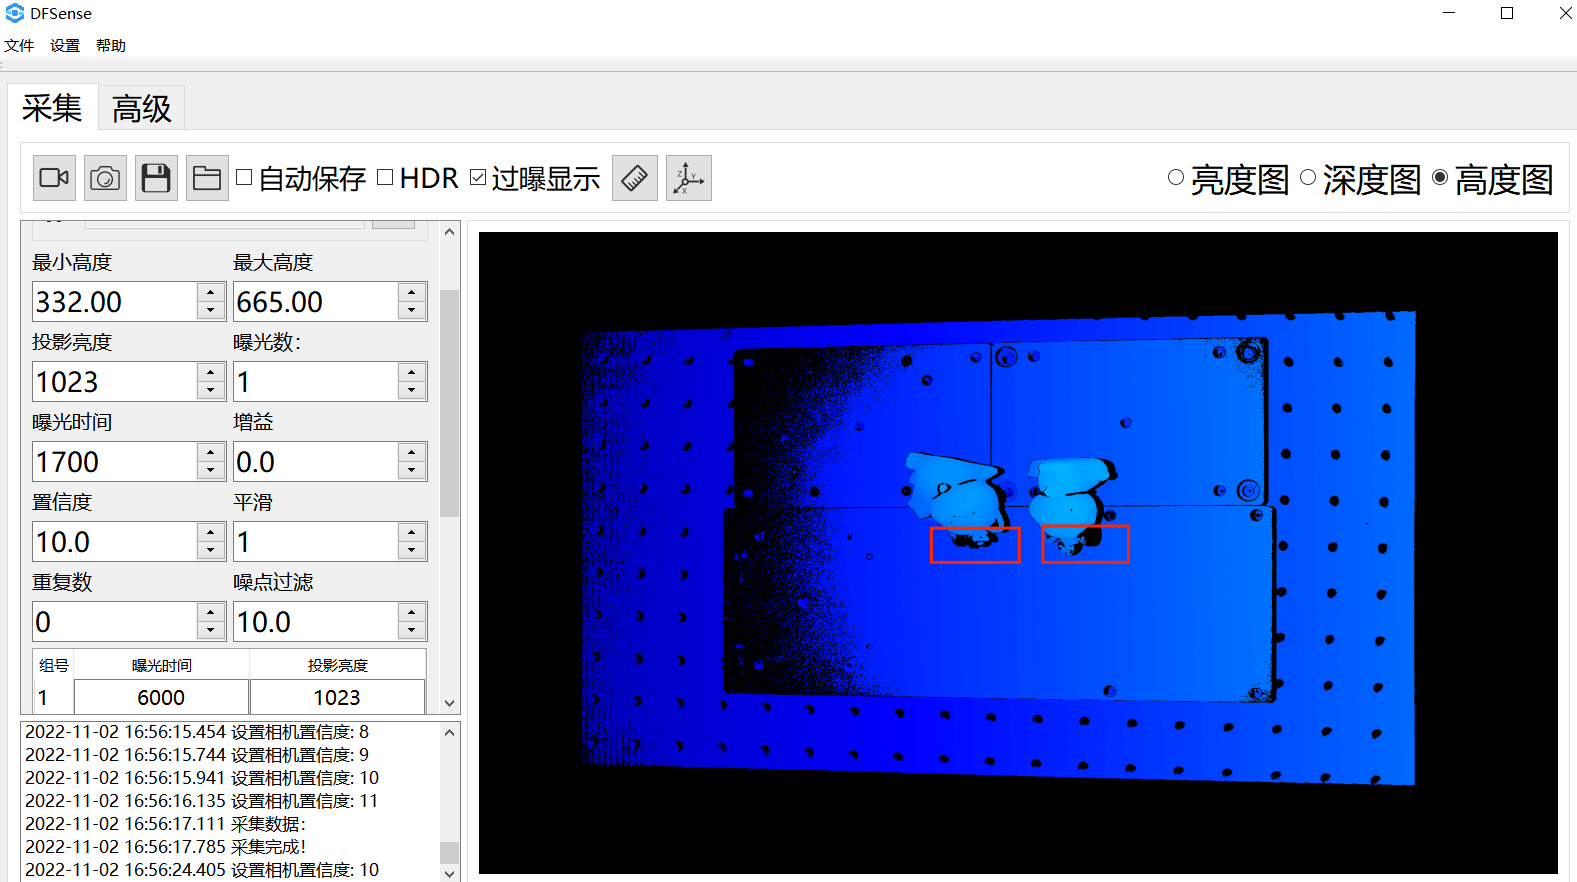 DFSense
文件 设置 帮助
采集 高级
自动保存 HDR 过曝显示 亮度图 深度图 高度图
最小高度 最大高度
332.00 665.00
投影亮度 曝光数:
1023 1
曝光时间 增益
1700 0.0
置信度 平滑
10.0 1
重复数 噪点过滤
0 10.0
组号 曝光时间 投影亮度
1 6000 1023
2022-11-02 16:56:15.454 设置相机置信度: 8
2022-11-02 16:56:15.744 设置相机置信度: 9
2022-11-02 16:56:15.941 设置相机置信度: 10
2022-11-02 16:56:16.135 设置相机置信度: 11
2022-11-02 16:56:17.111 采集数据:
2022-11-02 16:56:17.785 采集完成!
2022-11-02 16:56:24.405 设置相机置信度: 10